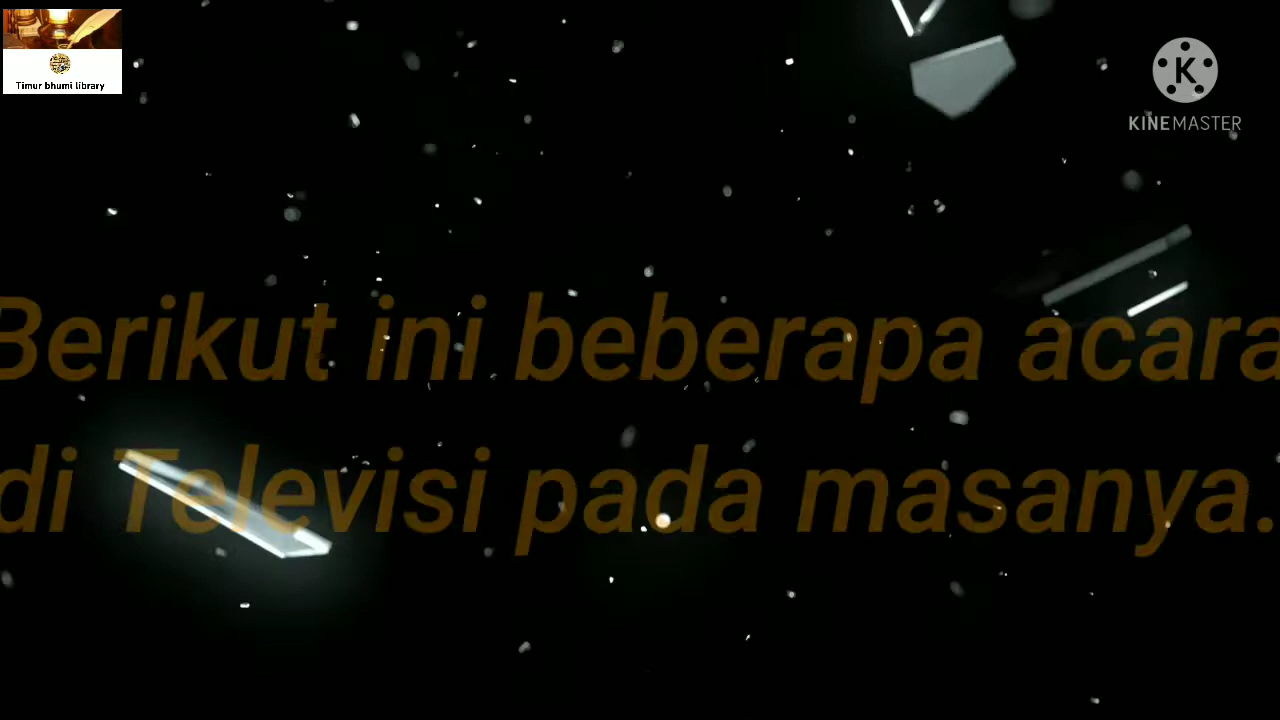 Timur bhumi library
K
KINEMASTER
Berikut ini beberapa acara
di Televisi pada masanya.